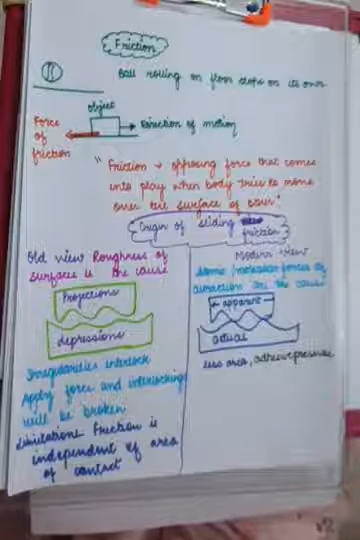 Friction
Ball rolling on floor stops on its own
object
Force of friction
Direction of motion
"Friction → opposing force that comes
into play when body tries to move
over the surface of
Origin of sliding friction
Old view Roughness of
surfaces is the cause
Projections
depressions
Irregularities interlock
Apply force and interlockings
will be broken
Limitation: Friction is
independent of area
of contact
Modern view
molecular forces of
attraction are the cause
apparent
actual
less area, adhesive pressure